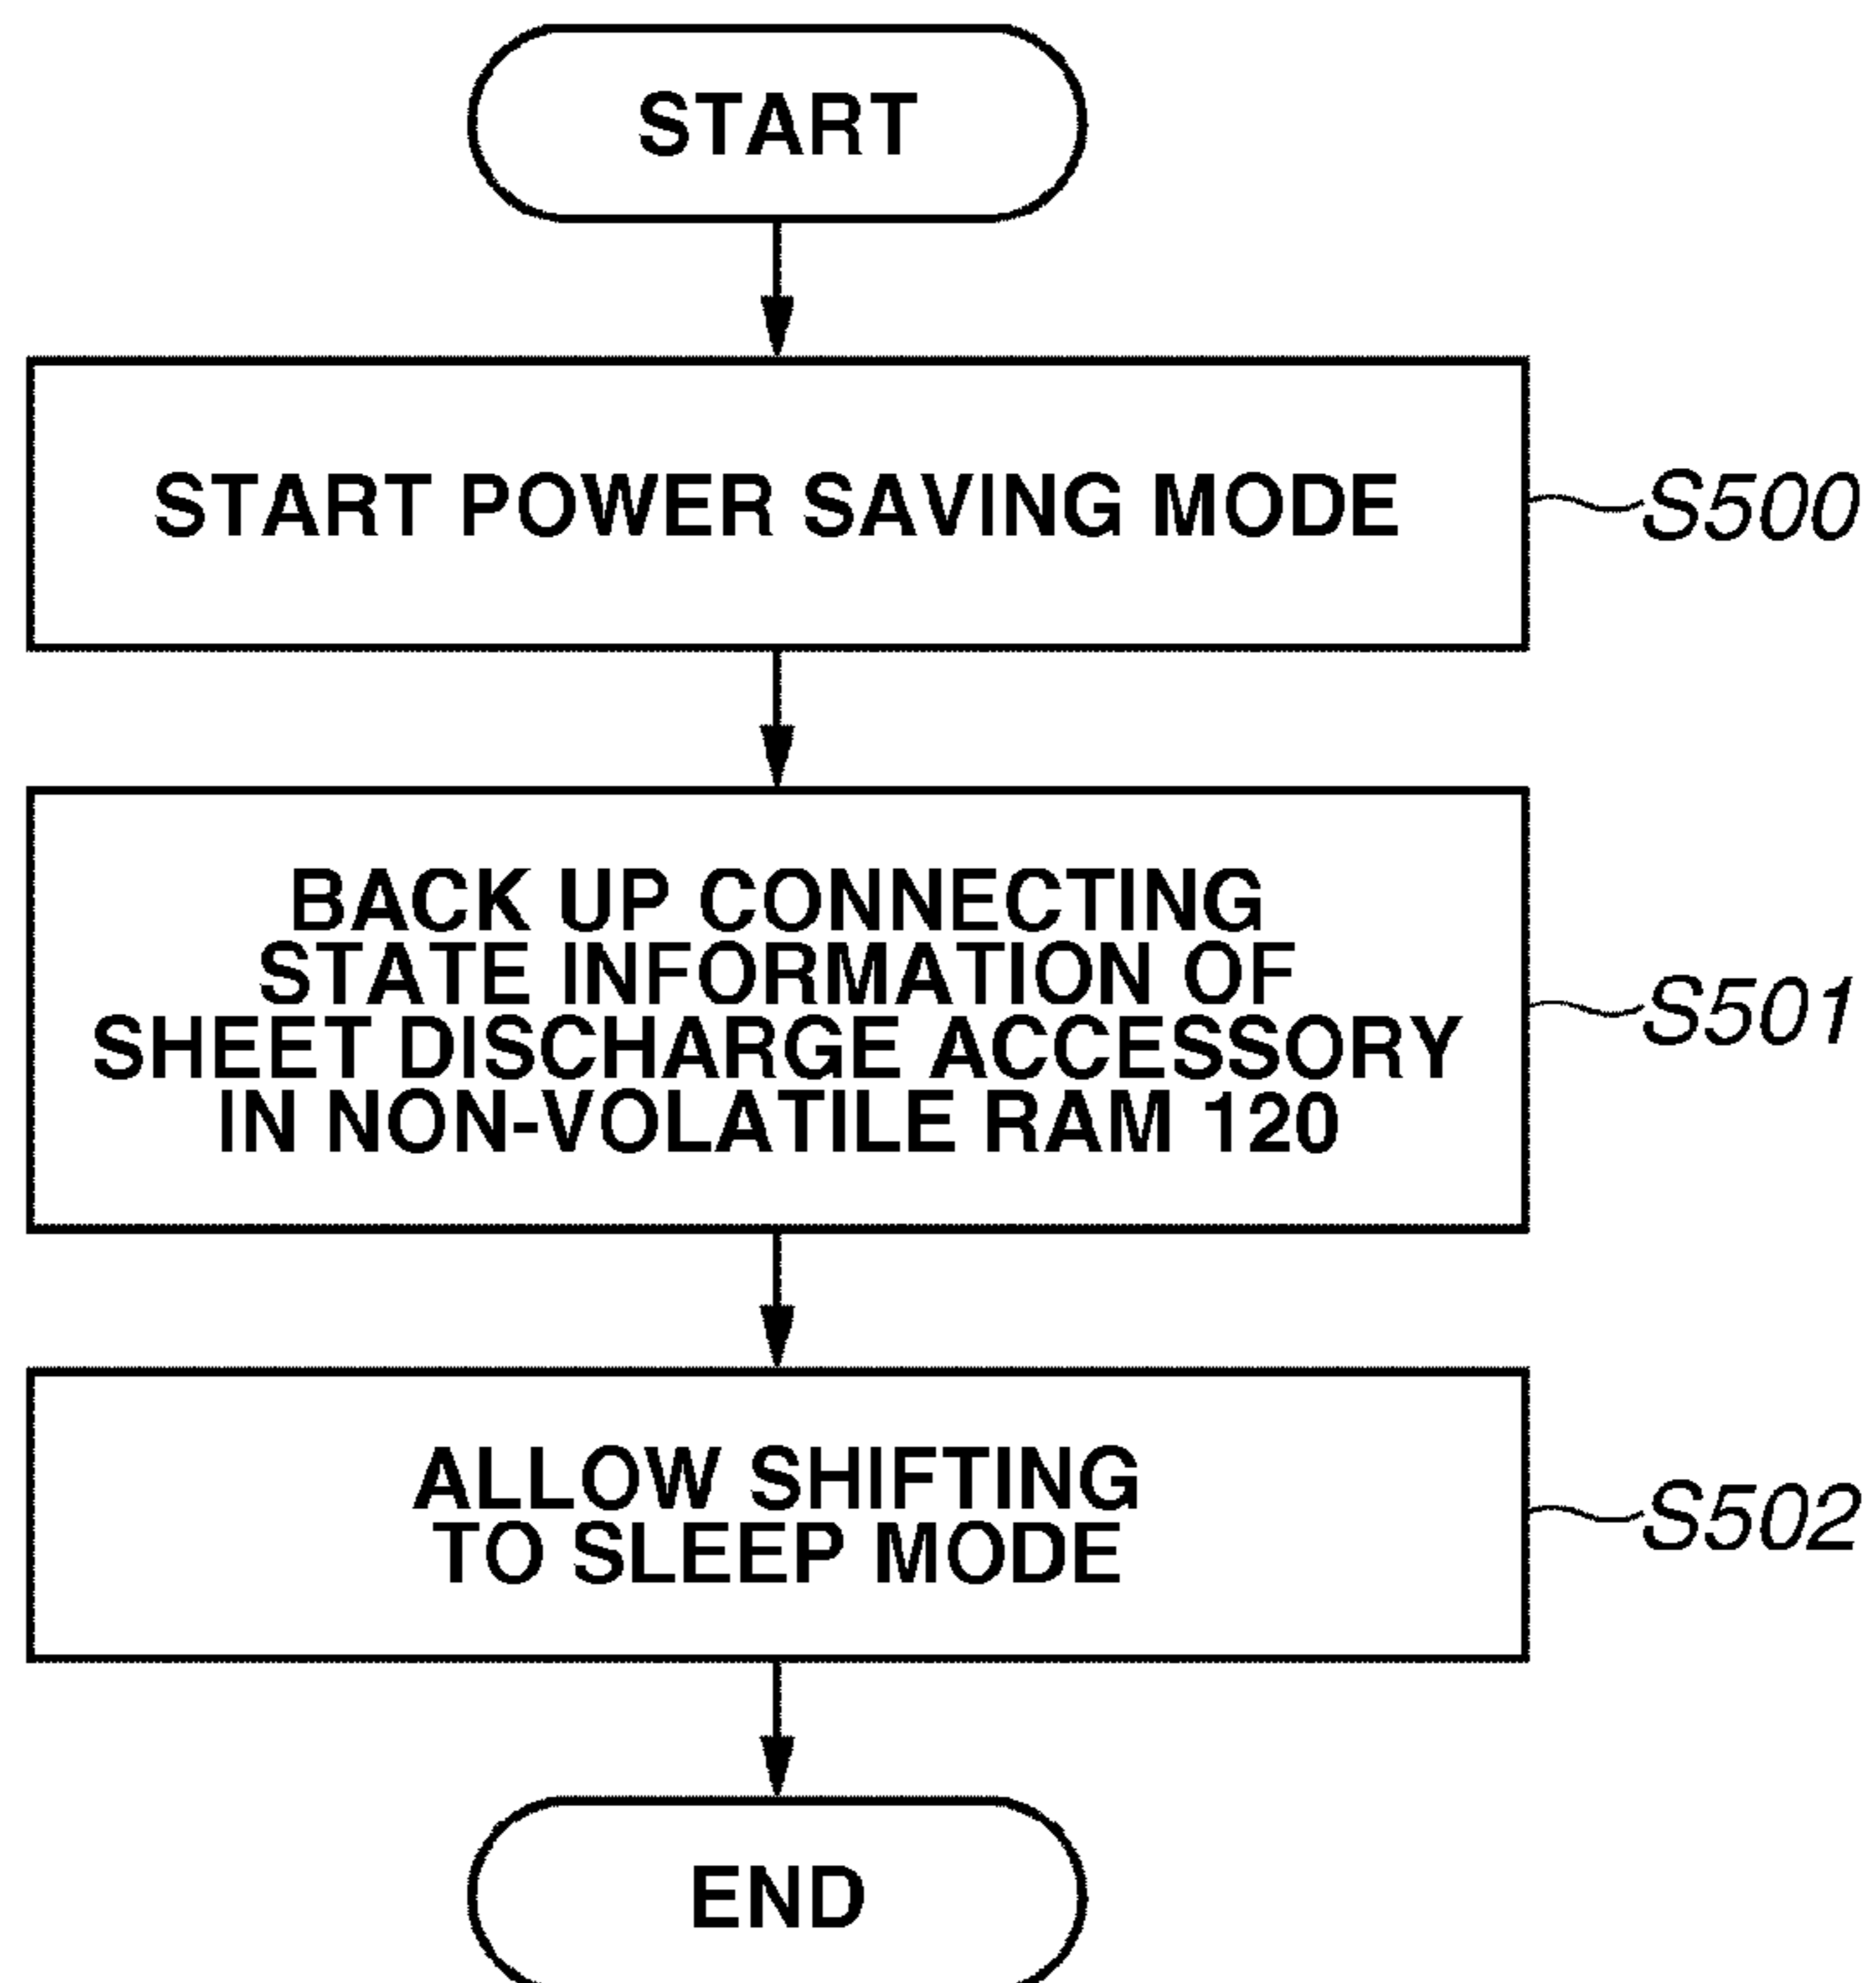 START
START POWER SAVING MODE
S500
BACK UP CONNECTING
STATE INFORMATION OF
SHEET DISCHARGE ACCESSORY
IN NON-VOLATILE RAM 120
S501
ALLOW SHIFTING
TO SLEEP MODE
S502
END